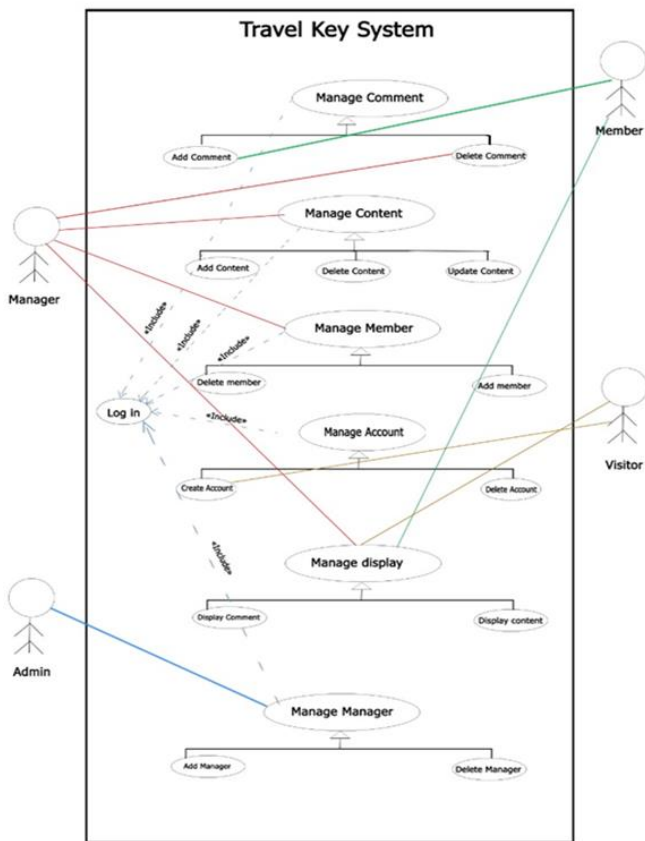 Travel Key System
Manage Comment
Member
Add Comment
Delete Comment
Manage Content
Manager
Add Content
Delete Content
Update Content
«Include»
«Include»
Manage Member
«Include»
Delete member
Add member
Log in
«Include»
Manage Account
Visitor
Create Account
Delete Account
«Include»
Manage display
Admin
Display Comment
Display content
Manage Manager
Add Manager
Delete Manager